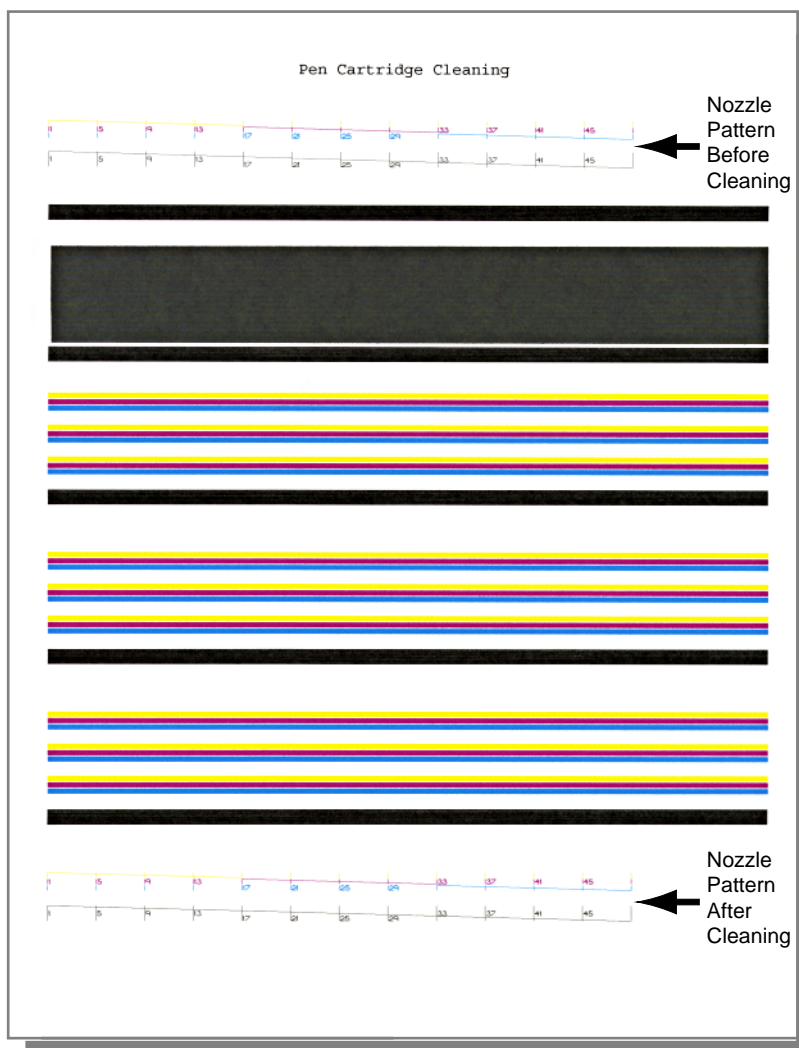 Pen Cartridge Cleaning
Nozzle
Pattern
Before
Cleaning
1 5 9 13 33 37 41 45
17 21 25 29
1 5 9 13 17 21 25 29 33 37 41 45
Nozzle
Pattern
After
Cleaning
1 5 9 13 33 37 41 45
17 21 25 29
1 5 9 13 17 21 25 29 33 37 41 45